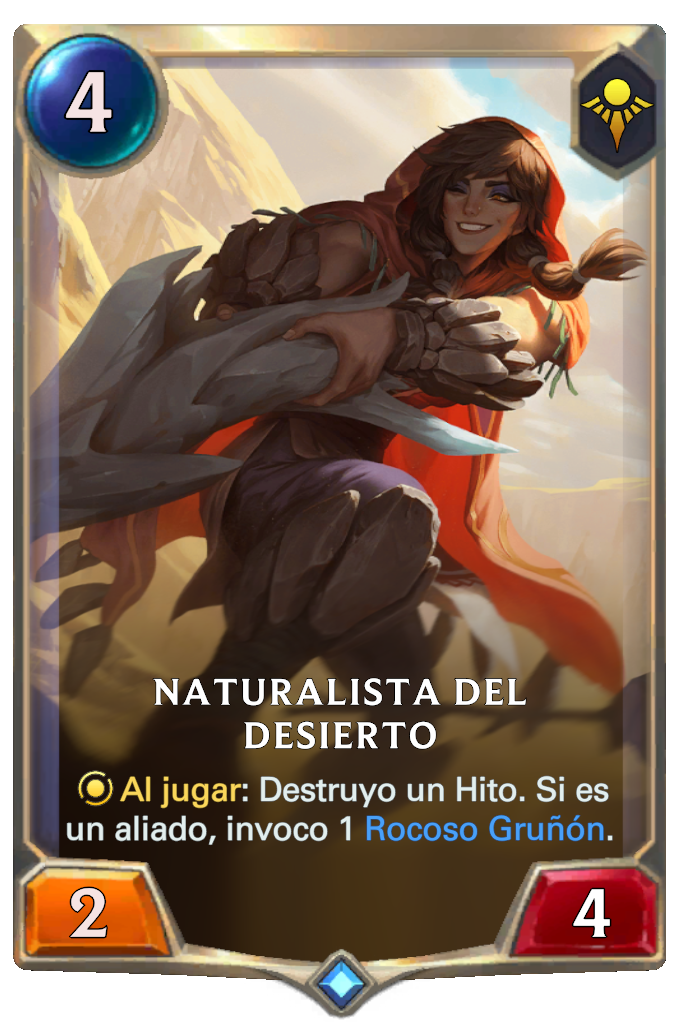 4
NATURALISTA DEL
DESIERTO
Al jugar: Destruyo un Hito. Si es
un aliado, invoco 1 Rocoso Gruñón.
2
4